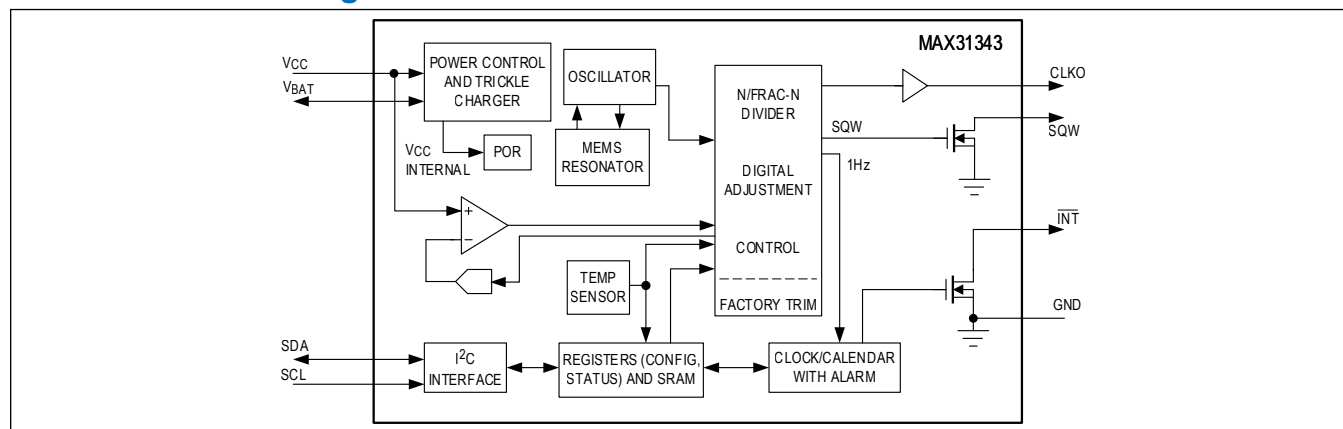 MAX31343
VCC
VBAT
POWER CONTROL
AND TRICKLE
CHARGER
VCC
INTERNAL
POR
OSCILLATOR
MEMS
RESONATOR
N/FRAC-N
DIVIDER
DIGITAL
ADJUSTMENT
CONTROL
FACTORY TRIM
SQW
1Hz
CLKO
SQW
INT
GND
+
−
TEMP
SENSOR
SDA
SCL
I2C
INTERFACE
REGISTERS (CONFIG,
STATUS) AND SRAM
CLOCK/CALENDAR
WITH ALARM